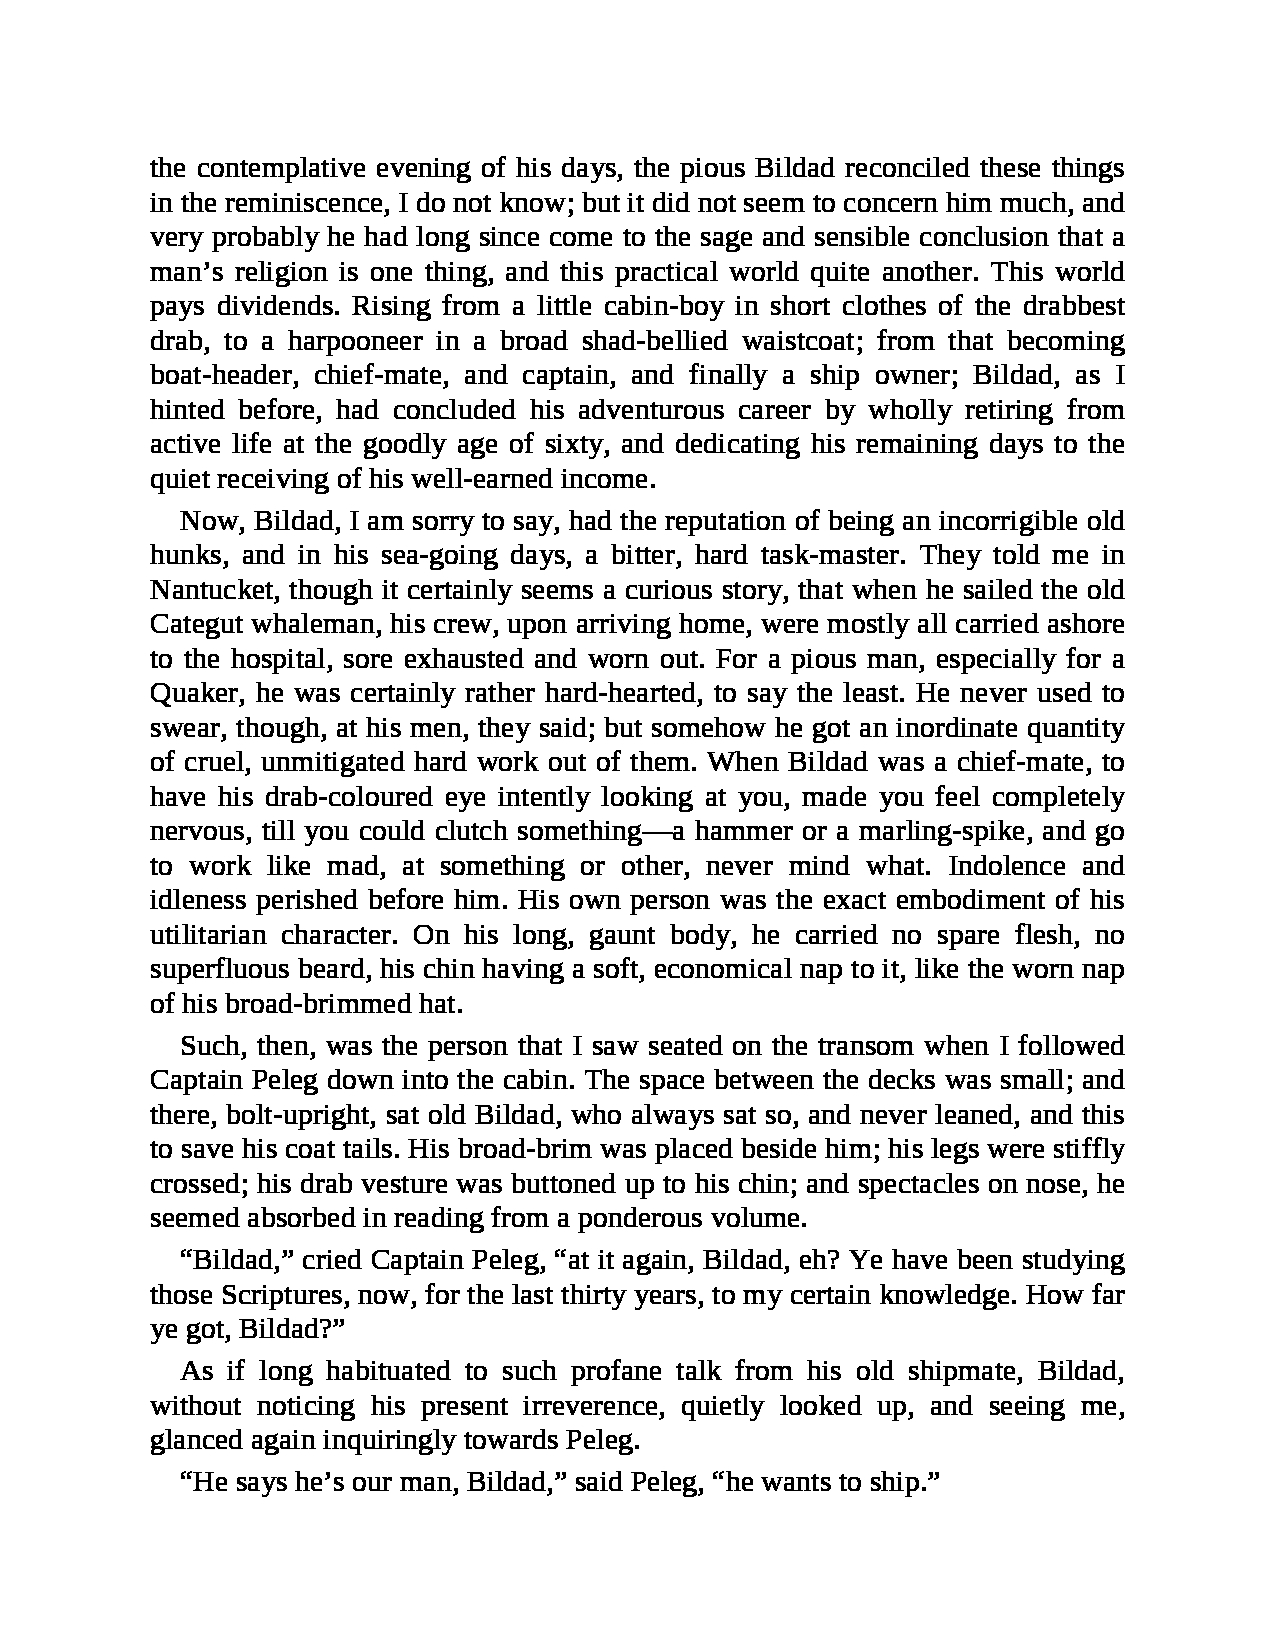 the contemplative evening of his days, the pious Bildad reconciled these things
in the reminiscence, I do not know; but it did not seem to concern him much, and
very probably he had long since come to the sage and sensible conclusion that a
man’s religion is one thing, and this practical world quite another. This world
pays dividends. Rising from a little cabin-boy in short clothes of the drabbest
drab, to a harpooneer in a broad shad-bellied waistcoat; from that becoming
boat-header, chief-mate, and captain, and finally a ship owner; Bildad, as I
hinted before, had concluded his adventurous career by wholly retiring from
active life at the goodly age of sixty, and dedicating his remaining days to the
quiet receiving of his well-earned income.
Now, Bildad, I am sorry to say, had the reputation of being an incorrigible old
hunks, and in his sea-going days, a bitter, hard task-master. They told me in
Nantucket, though it certainly seems a curious story, that when he sailed the old
Categut whaleman, his crew, upon arriving home, were mostly all carried ashore
to the hospital, sore exhausted and worn out. For a pious man, especially for a
Quaker, he was certainly rather hard-hearted, to say the least. He never used to
swear, though, at his men, they said; but somehow he got an inordinate quantity
of cruel, unmitigated hard work out of them. When Bildad was a chief-mate, to
have his drab-coloured eye intently looking at you, made you feel completely
nervous, till you could clutch something—a hammer or a marling-spike, and go
to work like mad, at something or other, never mind what. Indolence and
idleness perished before him. His own person was the exact embodiment of his
utilitarian character. On his long, gaunt body, he carried no spare flesh, no
superfluous beard, his chin having a soft, economical nap to it, like the worn nap
of his broad-brimmed hat.
Such, then, was the person that I saw seated on the transom when I followed
Captain Peleg down into the cabin. The space between the decks was small; and
there, bolt-upright, sat old Bildad, who always sat so, and never leaned, and this
to save his coat tails. His broad-brim was placed beside him; his legs were stiffly
crossed; his drab vesture was buttoned up to his chin; and spectacles on nose, he
seemed absorbed in reading from a ponderous volume.
“Bildad,” cried Captain Peleg, “at it again, Bildad, eh? Ye have been studying
those Scriptures, now, for the last thirty years, to my certain knowledge. How far
ye got, Bildad?”
As if long habituated to such profane talk from his old shipmate, Bildad,
without noticing his present irreverence, quietly looked up, and seeing me,
glanced again inquiringly towards Peleg.
“He says he’s our man, Bildad,” said Peleg, “he wants to ship.”